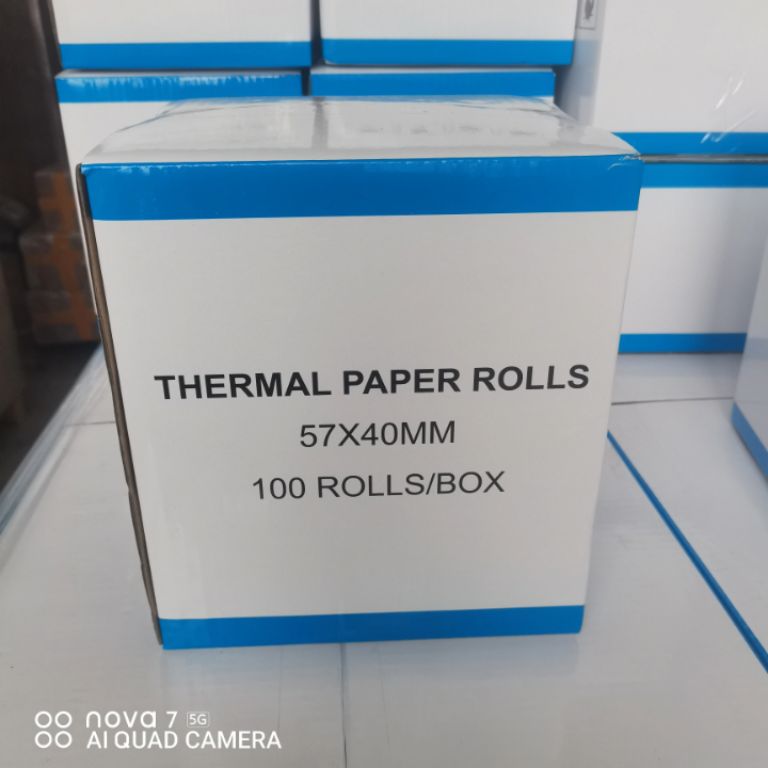 THERMAL PAPER ROLLS
57X40MM
100 ROLLS/BOX
nova 7 5G
AI QUAD CAMERA